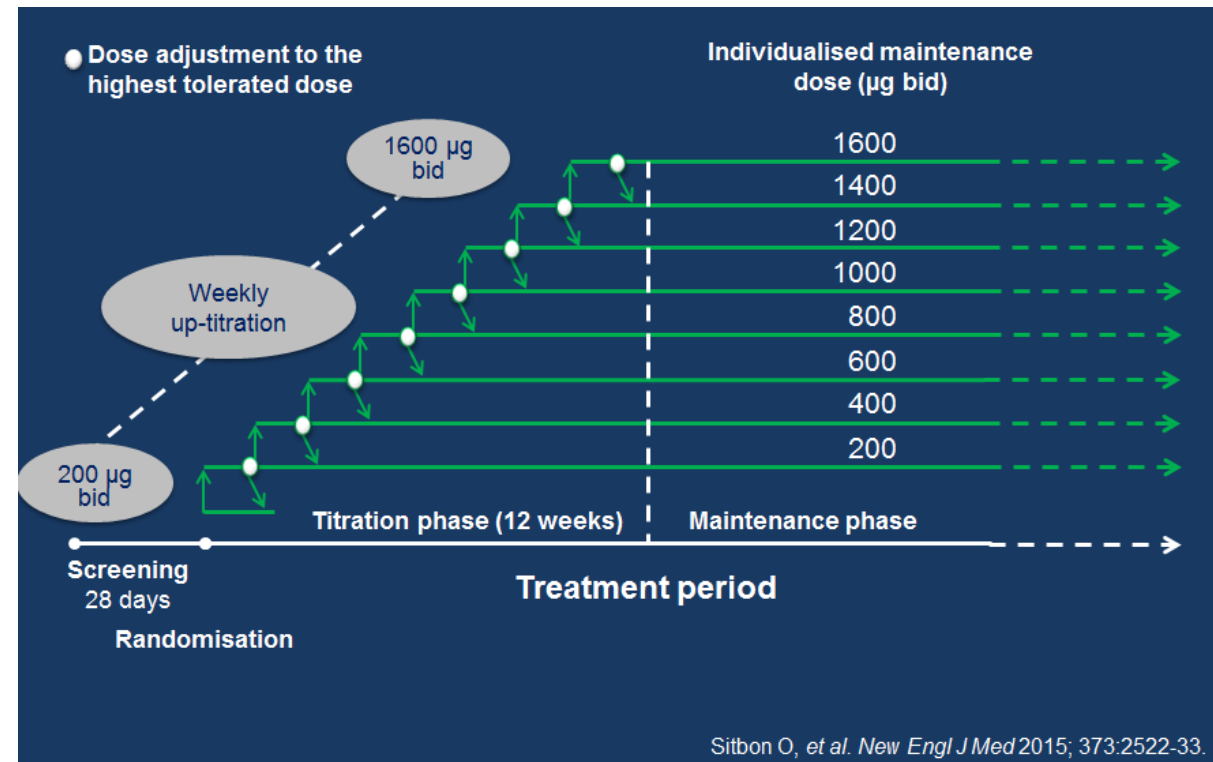 Dose adjustment to the
highest tolerated dose
Individualised maintenance
dose (µg bid)
1600 µg
bid
1600
1400
1200
1000
800
600
400
200
Weekly
up-titration
200 µg
bid
Titration phase (12 weeks)
Maintenance phase
Screening
28 days
Treatment period
Randomisation
Sitbon O, et al. New Engl J Med 2015; 373:2522-33.